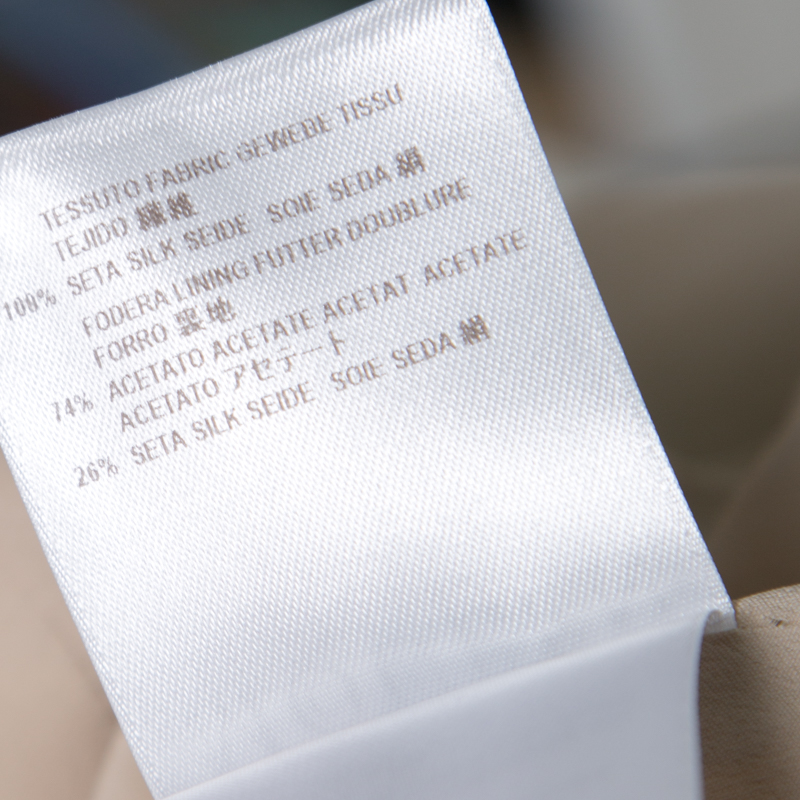 TESSUTO FABRIC GEWEBE TISSU
TEJIDO 繊維
100% SETA SILK SEIDE SOIE SEDA 絹
FODERA LINING FUTTER DOUBLURE
FORRO 裏地
74% ACETATO ACETATE ACETAT ACETATE
ACETATO アセテート
26% SETA SILK SEIDE SOIE SEDA 絹